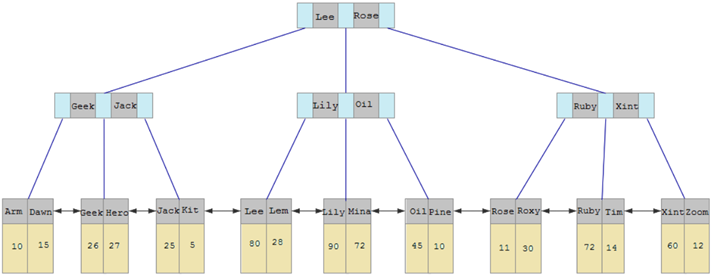 Lee Rose
Geek Jack
Lily Oil
Ruby Xint
Arm Dawn Geek Hero Jack Kit Lee Lem Lily Mina Oil Pine Rose Roxy Ruby Tim Xint Zoom
10 15 26 27 25 5 80 28 90 72 45 10 11 30 72 14 60 12